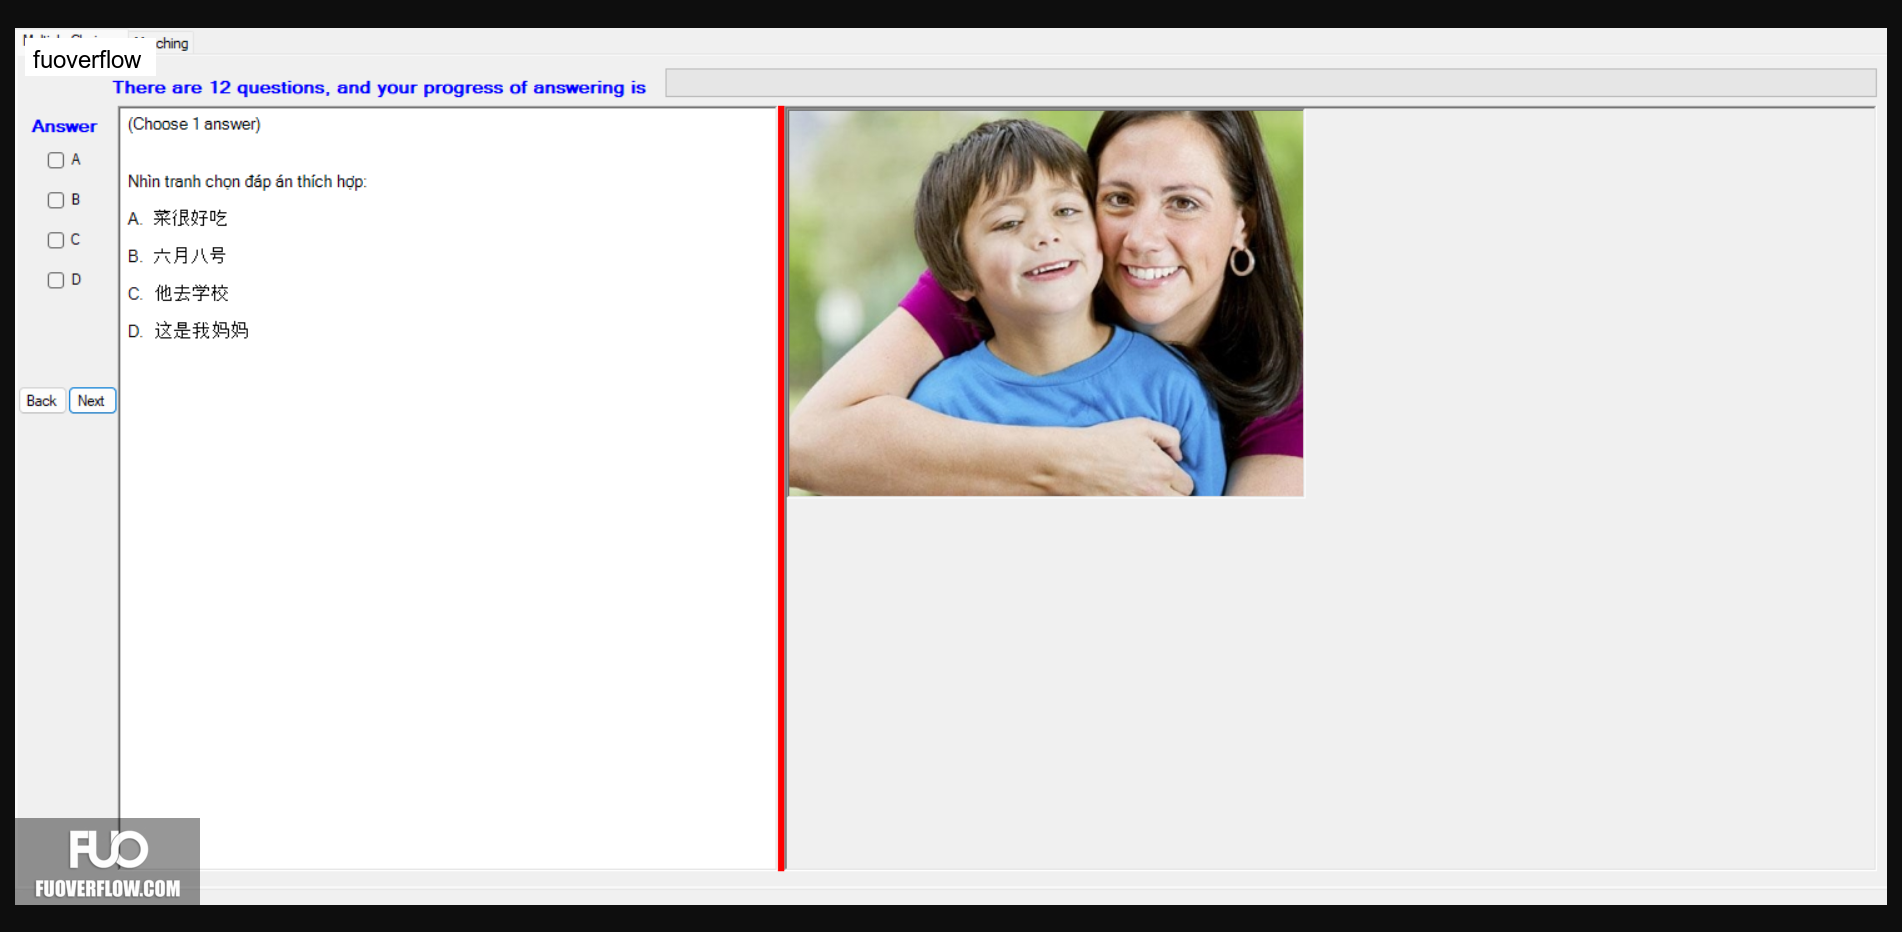 ching
fuoverflow
There are 12 questions, and your progress of answering is
Answer
A
B
C
D
Back
Next
(Choose 1 answer)
Nhìn tranh chọn đáp án thích hợp:
A. 菜很好吃
B. 六月八号
C. 他去学校
D. 这是我妈妈
FUO
FUOVERFLOW.COM